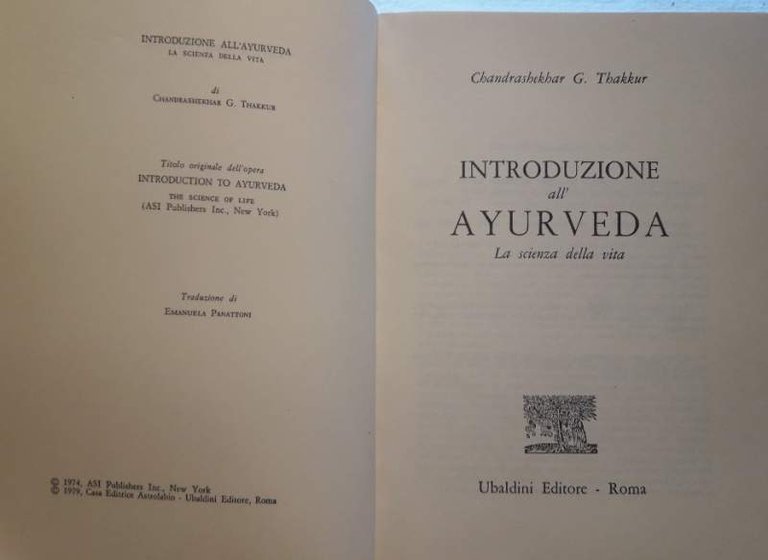 INTRODUZIONE ALL'AYURVEDA
LA SCIENZA DELLA VITA
di
CHANDRASHEKHAR G. THAKKUR
Titolo originale dell'opera
INTRODUCTION TO AYURVEDA
THE SCIENCE OF LIFE
(ASI Publishers Inc., New York)
Traduzione di
EMANUELA PANATTONI
© 1974, ASI Publishers Inc., New York
© 1979, Casa Editrice Astrolabio - Ubaldini Editore, Roma
Chandrashekhar G. Thakkur
INTRODUZIONE
all'
AYURVEDA
La scienza della vita
Ubaldini Editore - Roma